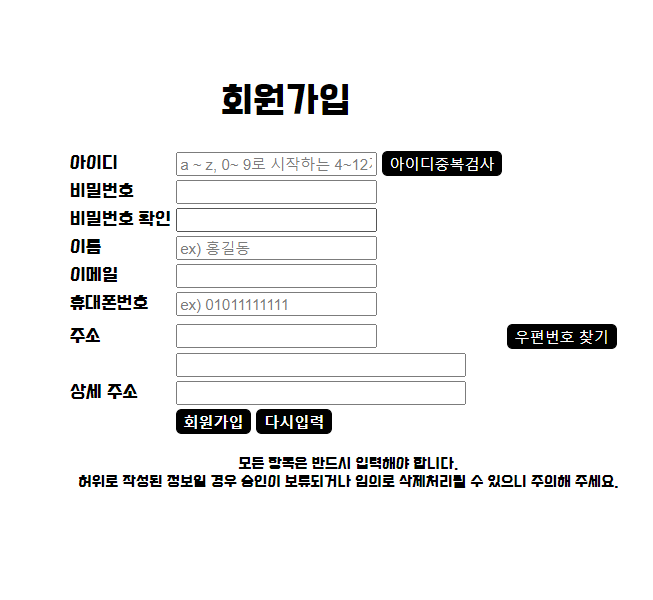 회원가입
아이디 a ~ z, 0~ 9로 시작하는 4~12 아이디중복검사
비밀번호
비밀번호 확인
이름 ex) 홍길동
이메일
휴대폰번호 ex) 01011111111
주소 우편번호 찾기
상세 주소
회원가입 다시입력
모든 항목은 반드시 입력해야 합니다.
허위로 작성된 정보일 경우 승인이 보류되거나 임의로 삭제처리될 수 있으니 주의해 주세요.